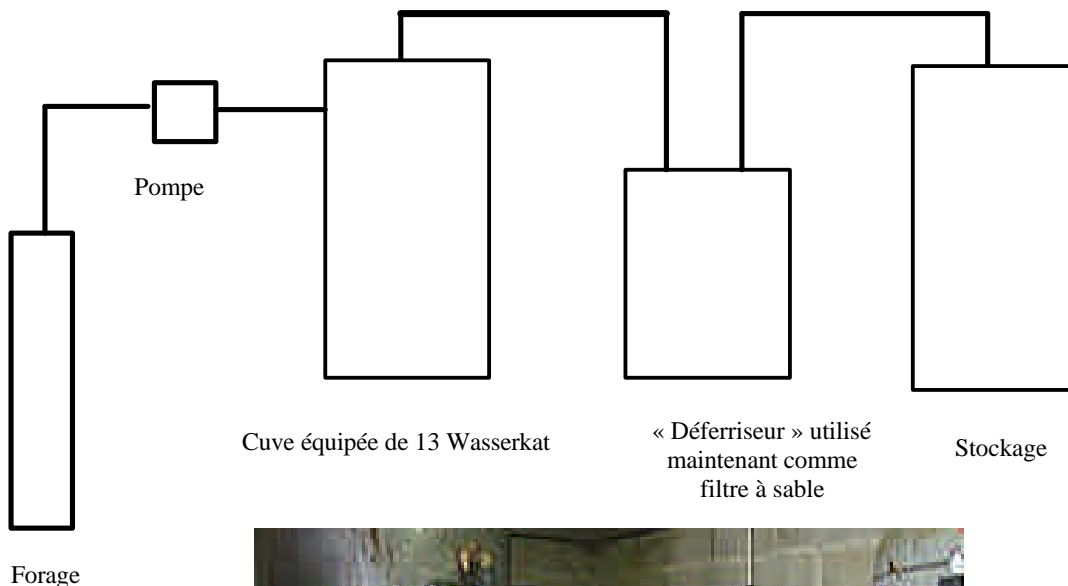 Pompe
Cuve équipée de 13 Wasserkat
« Déferriseur » utilisé
maintenant comme
filtre à sable
Stockage
Forage